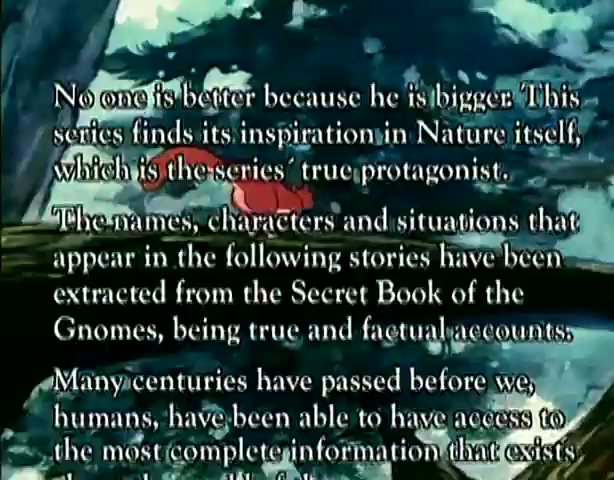 No one is better because he is bigger. This
series finds its inspiration in Nature itself,
which is the series´ true protagonist.
The names, characters and situations that
appear in the following stories have been
extracted from the Secret Book of the
Gnomes, being true and factual accounts.
Many centuries have passed before we,
humans, have been able to have access to
the most complete information that exists